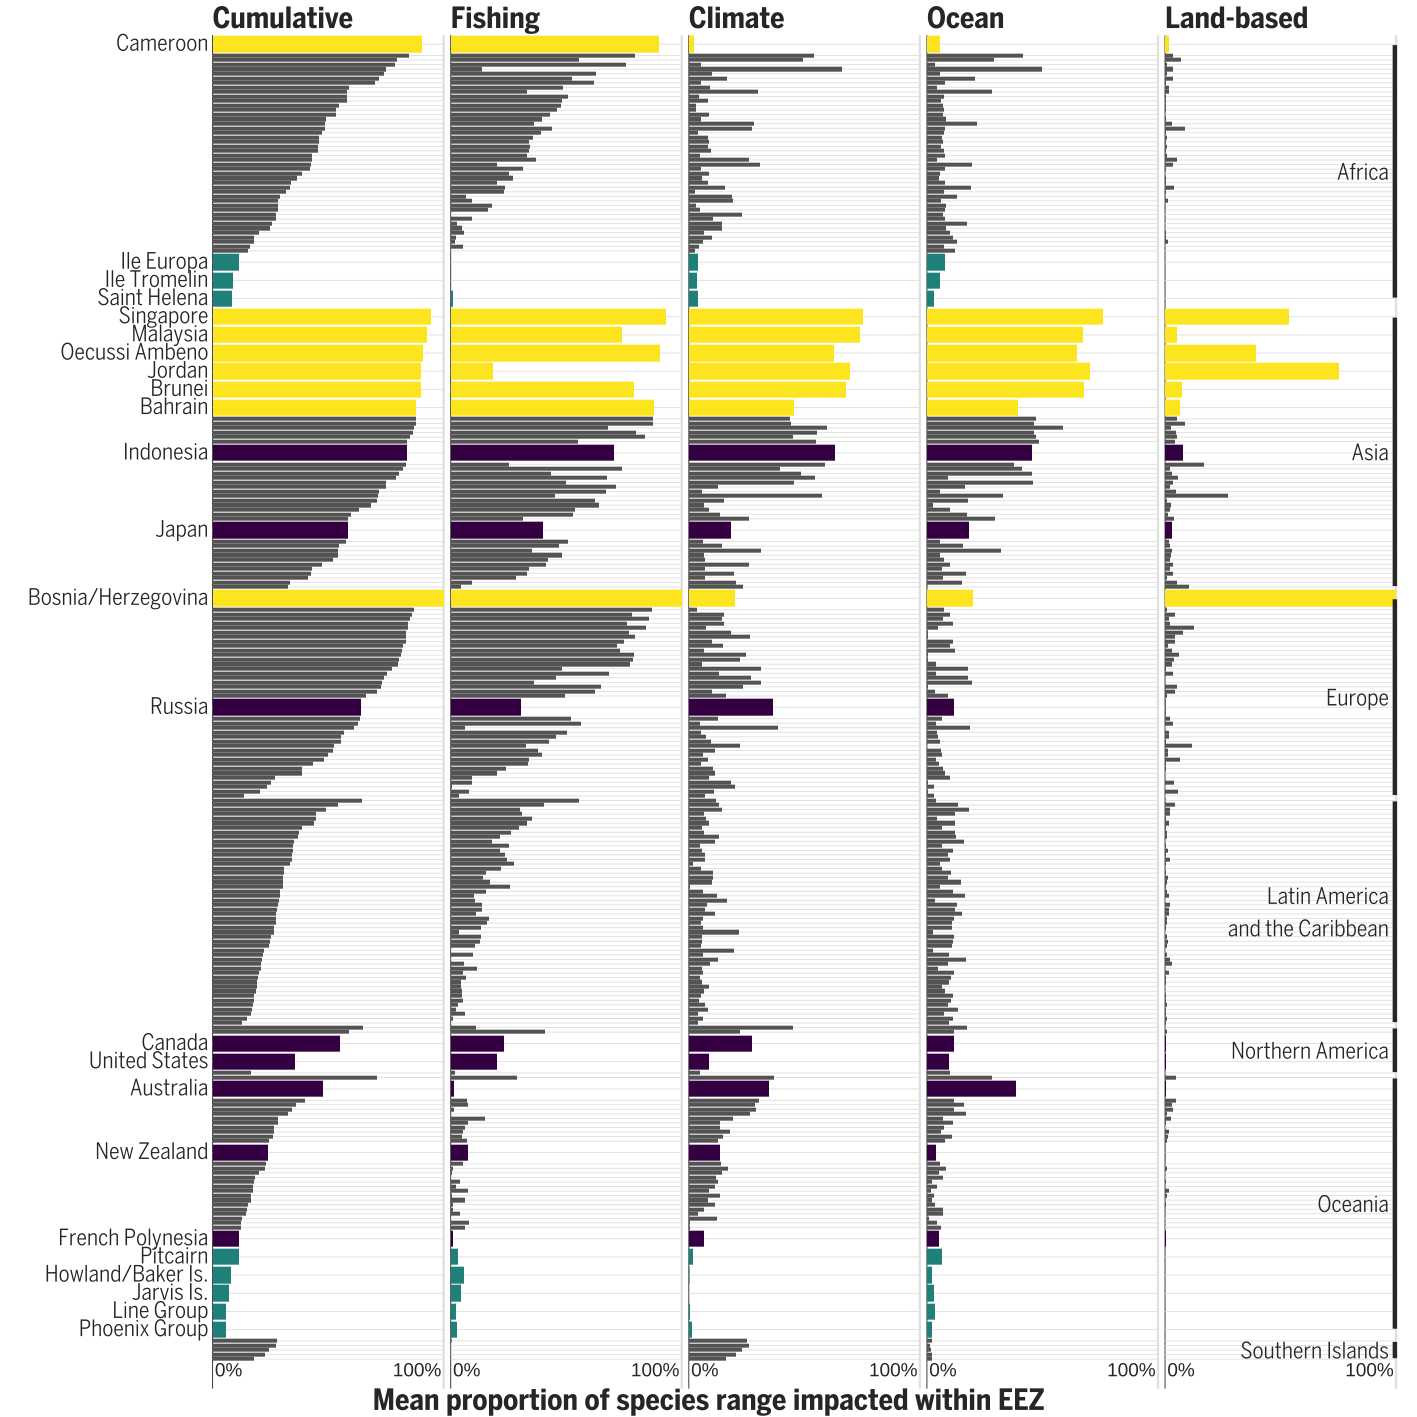 Cumulative Fishing Climate Ocean Land-based
Cameroon
Africa
Ile Europa
Ile Tromelin
Saint Helena
Singapore
Malaysia
Oecussi Ambeno
Jordan
Brunei
Bahrain
Indonesia
Asia
Japan
Bosnia/Herzegovina
Europe
Russia
Latin America
and the Caribbean
Canada
Northern America
United States
Australia
New Zealand
Oceania
French Polynesia
Pitcairn
Howland/Baker Is.
Jarvis Is.
Line Group
Phoenix Group
Southern Islands
0% 100% 0% 100% 0% 100% 0% 100% 0% 100%
Mean proportion of species range impacted within EEZ